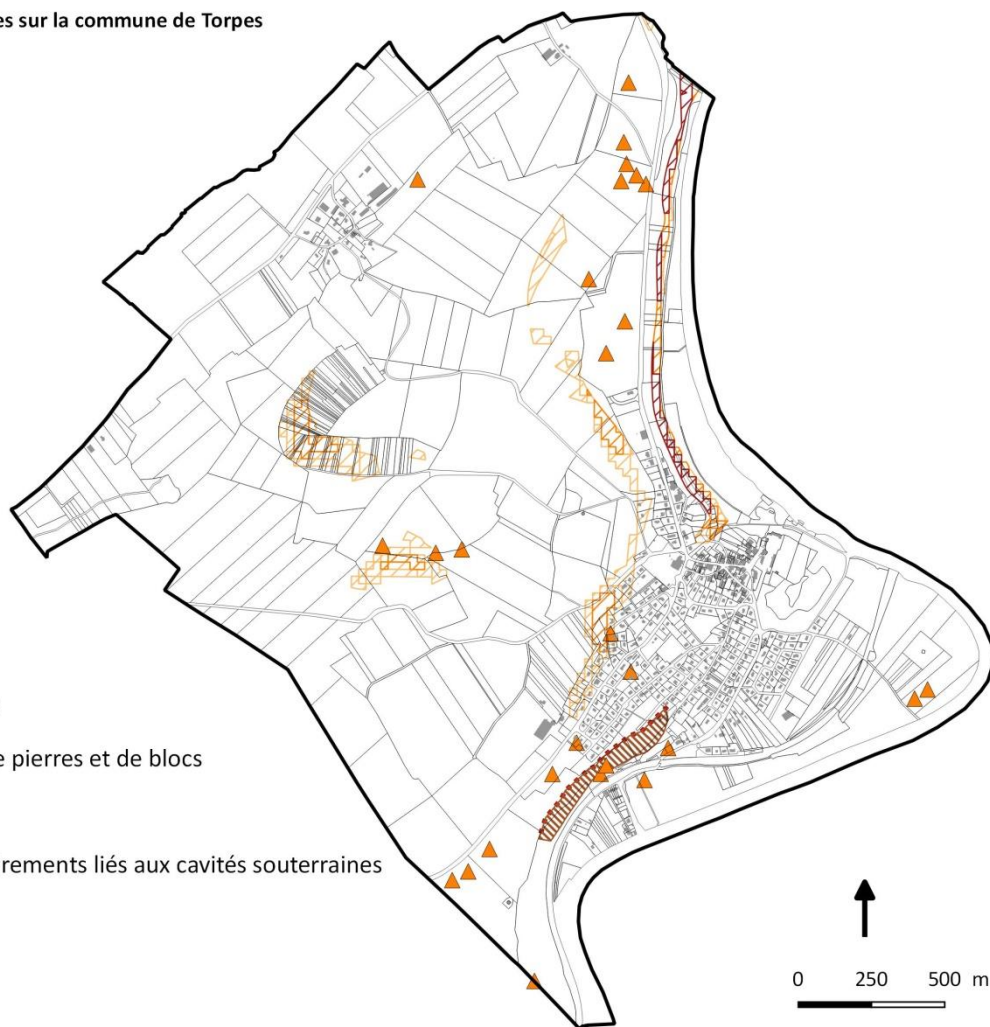 es sur la commune de Torpes
e pierres et de blocs
rements liés aux cavités souterraines
0 250 500 m